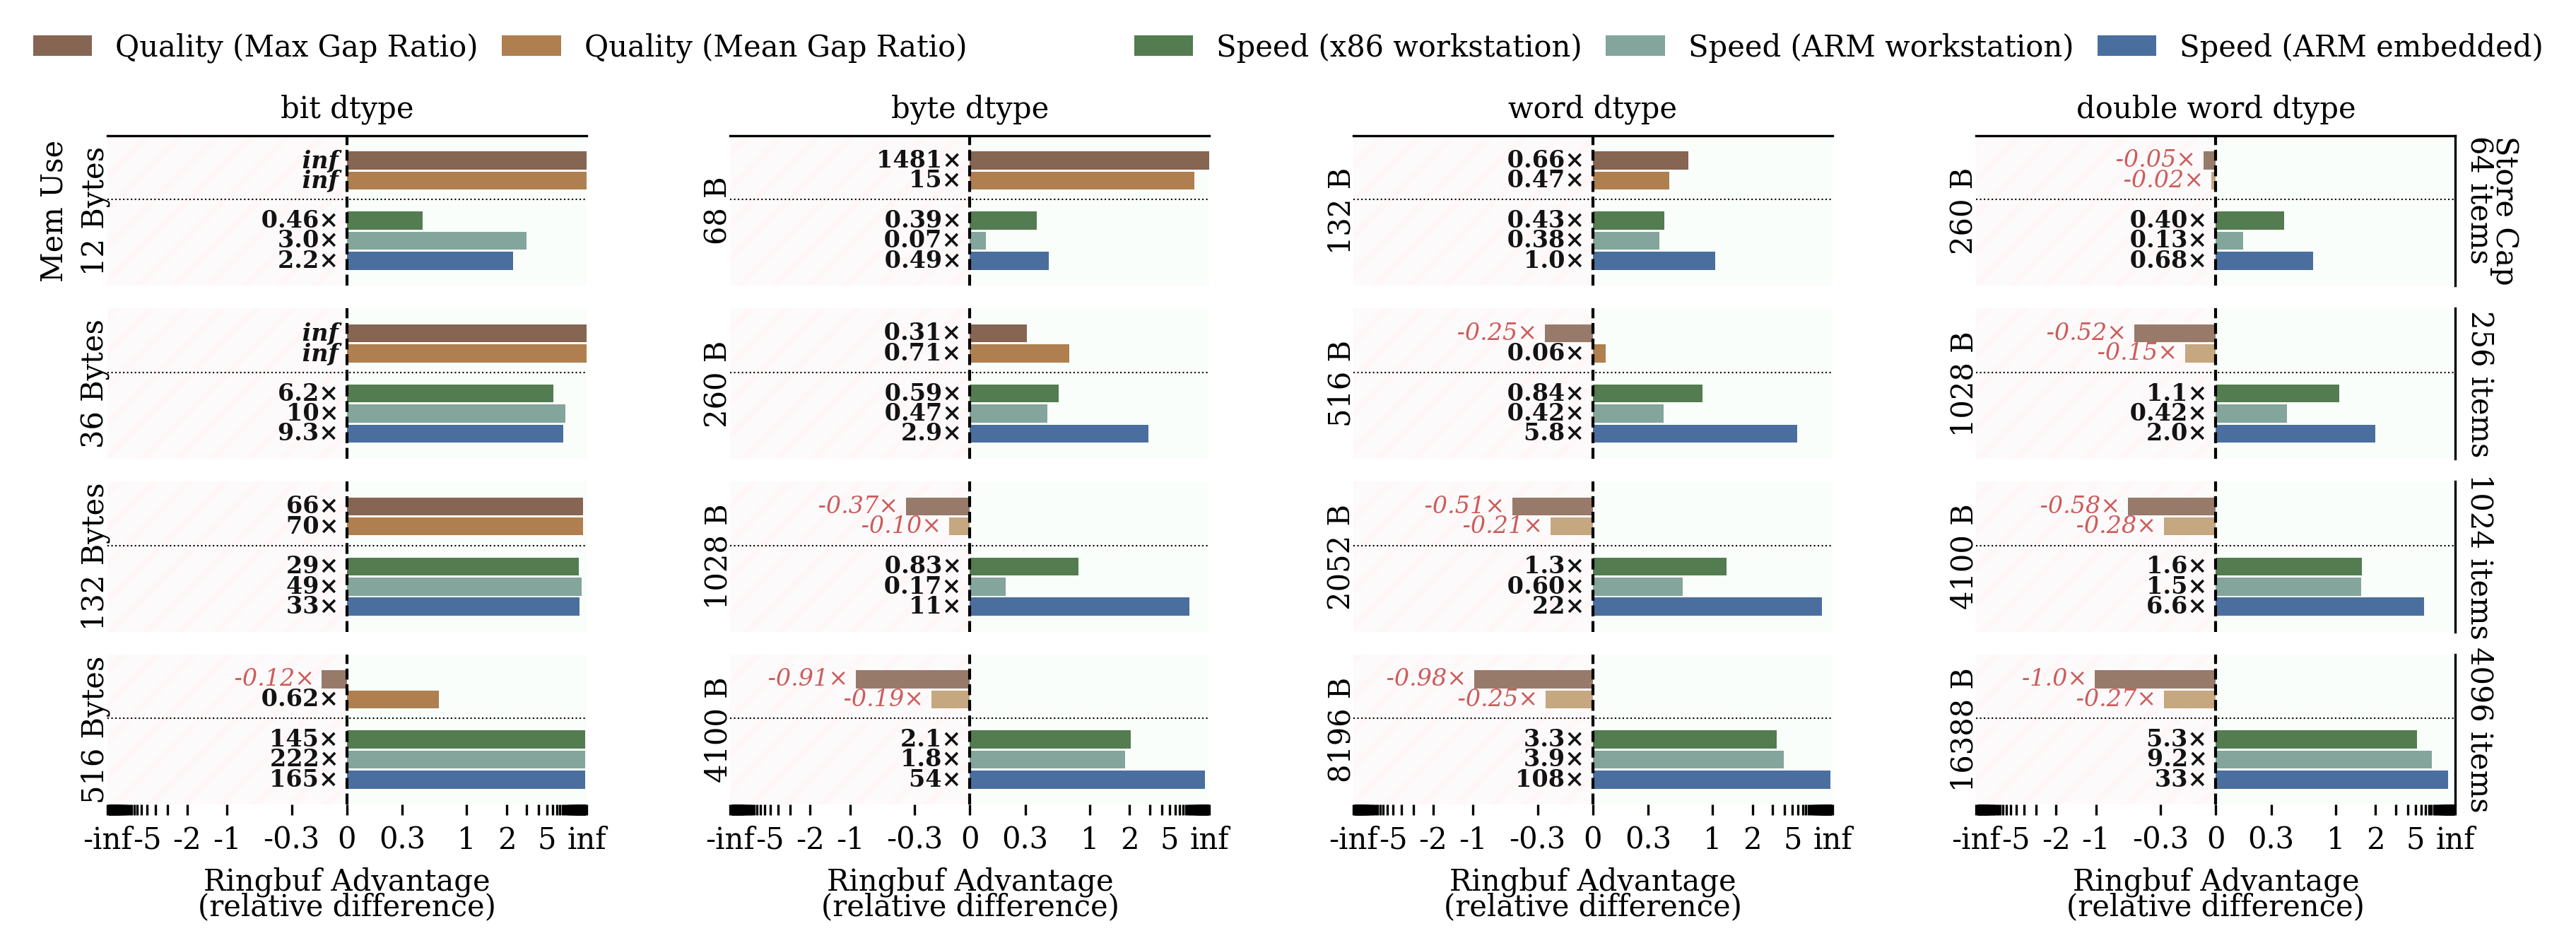 Quality (Max Gap Ratio) Quality (Mean Gap Ratio) Speed (x86 workstation) Speed (ARM workstation) Speed (ARM embedded)
bit dtype byte dtype word dtype double word dtype
Mem Use
12 Bytes
inf
inf
0.46×
3.0×
2.2×
68 B
1481×
15×
0.39×
0.07×
0.49×
132 B
0.66×
0.47×
0.43×
0.38×
1.0×
260 B
-0.05×
-0.02×
0.40×
0.13×
0.68×
Store Cap
64 items
36 Bytes
inf
inf
6.2×
10×
9.3×
260 B
0.31×
0.71×
0.59×
0.47×
2.9×
516 B
-0.25×
0.06×
0.84×
0.42×
5.8×
1028 B
-0.52×
-0.15×
1.1×
0.42×
2.0×
256 items
132 Bytes
66×
70×
29×
49×
33×
1028 B
-0.37×
-0.10×
0.83×
0.17×
11×
2052 B
-0.51×
-0.21×
1.3×
0.60×
22×
4100 B
-0.58×
-0.28×
1.6×
1.5×
6.6×
1024 items
516 Bytes
-0.12×
0.62×
145×
222×
165×
4100 B
-0.91×
-0.19×
2.1×
1.8×
54×
8196 B
-0.98×
-0.25×
3.3×
3.9×
108×
16388 B
-1.0×
-0.27×
5.3×
9.2×
33×
4096 items
-inf -5 -2 -1 -0.3 0 0.3 1 2 5 inf
-inf -5 -2 -1 -0.3 0 0.3 1 2 5 inf
-inf -5 -2 -1 -0.3 0 0.3 1 2 5 inf
-inf -5 -2 -1 -0.3 0 0.3 1 2 5 inf
Ringbuf Advantage
(relative difference)
Ringbuf Advantage
(relative difference)
Ringbuf Advantage
(relative difference)
Ringbuf Advantage
(relative difference)